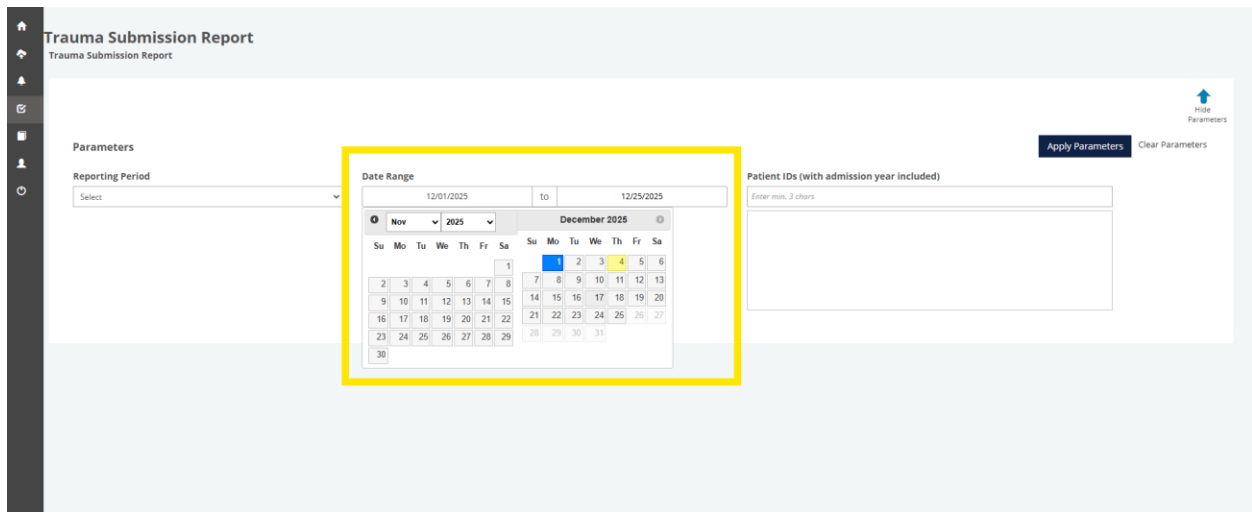 Trauma Submission Report
Trauma Submission Report
Hide
Parameters
Parameters
Apply Parameters
Clear Parameters
Reporting Period
Select
Date Range
12/01/2025 to 12/25/2025
Nov 2025
Su Mo Tu We Th Fr Sa
1
2 3 4 5 6 7 8
9 10 11 12 13 14 15
16 17 18 19 20 21 22
23 24 25 26 27 28 29
30
December 2025
Su Mo Tu We Th Fr Sa
1 2 3 4 5 6
7 8 9 10 11 12 13
14 15 16 17 18 19 20
21 22 23 24 25 26 27
28 29 30 31
Patient IDs (with admission year included)
Enter min. 3 chars